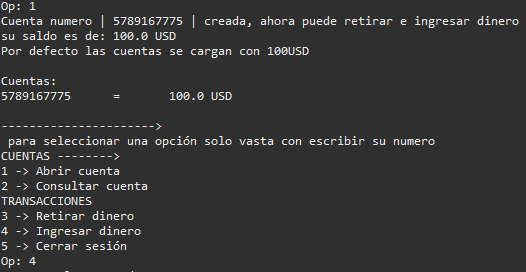 Op: 1
Cuenta numero | 5789167775 | creada, ahora puede retirar e ingresar dinero
su saldo es de: 100.0 USD
Por defecto las cuentas se cargan con 100USD
Cuentas:
5789167775 = 100.0 USD
---------------------->
para seleccionar una opción solo vasta con escribir su numero
CUENTAS -------->
1 -> Abrir cuenta
2 -> Consultar cuenta
TRANSACCIONES
3 -> Retirar dinero
4 -> Ingresar dinero
5 -> Cerrar sesión
Op: 4